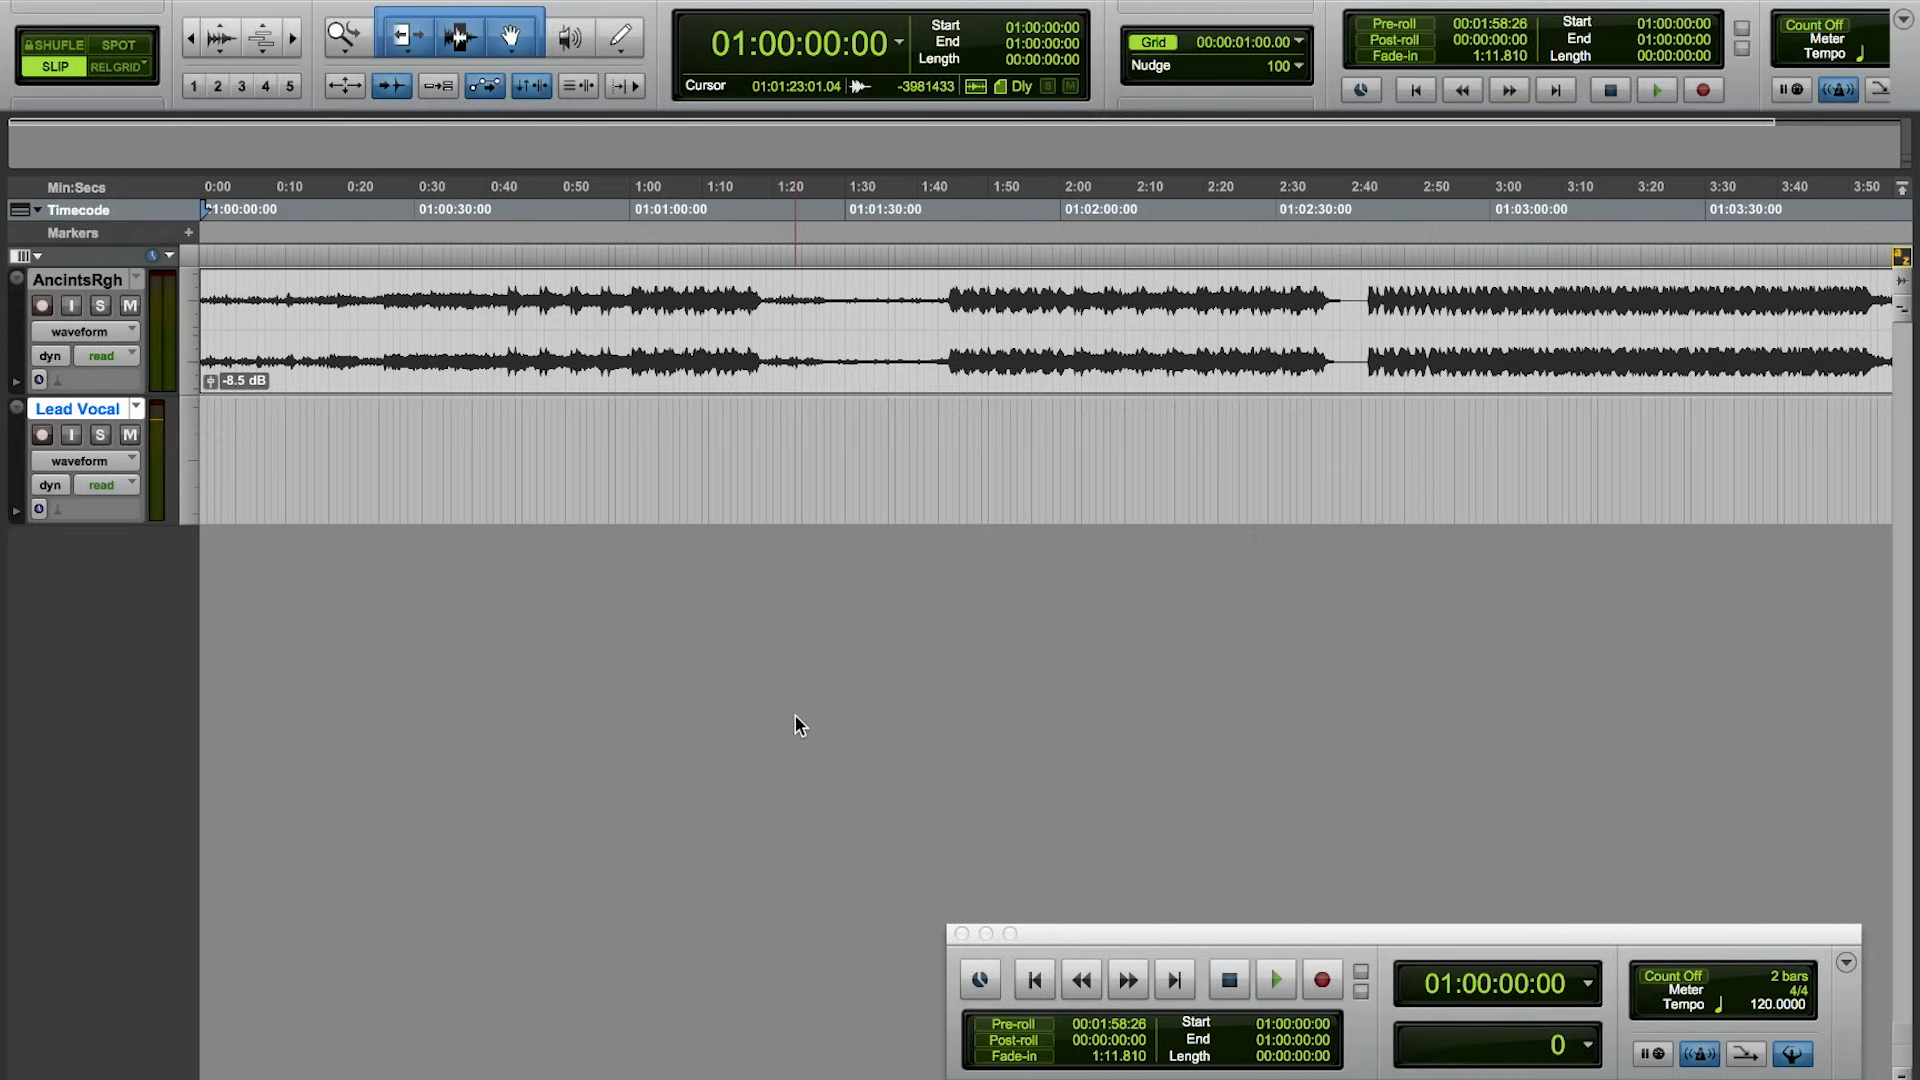 SHUFFLE SPOT
SLIP RELGRID
1 2 3 4 5
01:00:00:00
Start 01:00:00:00
End 01:00:00:00
Length 00:00:00:00
Cursor 01:01:23:01.04 -3981433 Dly S M
Grid 00:00:01:00.00
Nudge 100
Pre-roll 00:01:58:26 Start 01:00:00:00
Post-roll 00:00:00:00 End 01:00:00:00
Fade-in 1:11.810 Length 00:00:00:00
Count Off
Meter
Tempo
Min:Secs 0:00 0:10 0:20 0:30 0:40 0:50 1:00 1:10 1:20 1:30 1:40 1:50 2:00 2:10 2:20 2:30 2:40 2:50 3:00 3:10 3:20 3:30 3:40 3:50
Timecode 1:00:00:00 01:00:30:00 01:01:00:00 01:01:30:00 01:02:00:00 01:02:30:00 01:03:00:00 01:03:30:00
Markers +
a z
AncintsRgh
I S M
waveform
dyn read
-8.5 dB
Lead Vocal
I S M
waveform
dyn read
01:00:00:00
Count Off 2 bars
Meter 4/4
Tempo 120.0000
Pre-roll 00:01:58:26 Start 01:00:00:00
Post-roll 00:00:00:00 End 01:00:00:00
Fade-in 1:11.810 Length 00:00:00:00
0